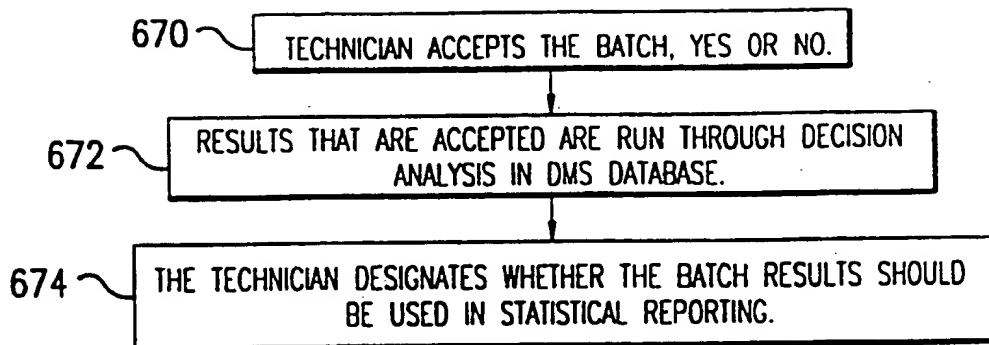 670
TECHNICIAN ACCEPTS THE BATCH, YES OR NO.
672
RESULTS THAT ARE ACCEPTED ARE RUN THROUGH DECISION
ANALYSIS IN DMS DATABASE.
674
THE TECHNICIAN DESIGNATES WHETHER THE BATCH RESULTS SHOULD
BE USED IN STATISTICAL REPORTING.